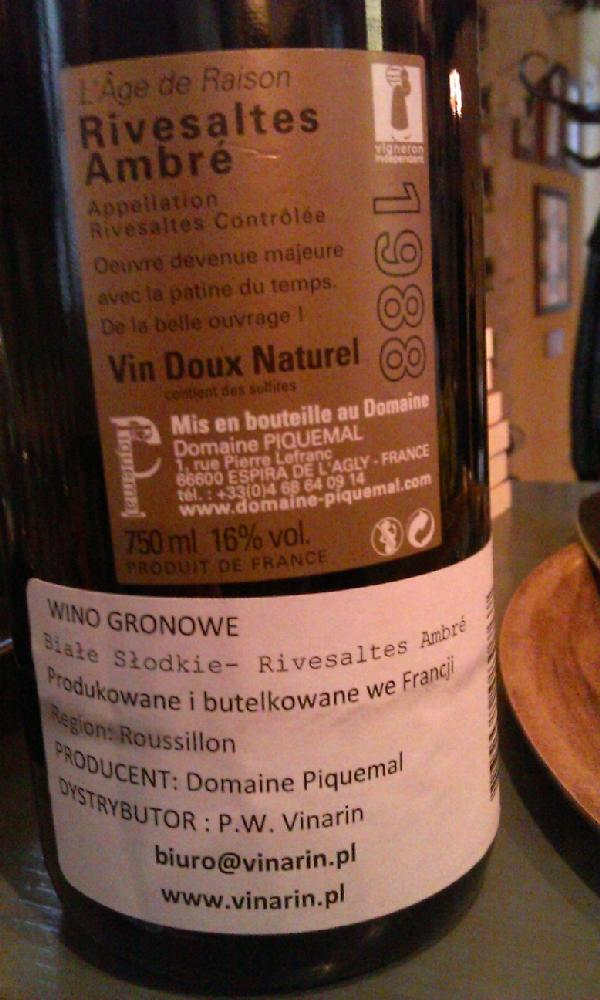 L'Âge de Raison
Rivesaltes
Ambré
Appellation
Rivesaltes Contrôlée
Oeuvre devenue majeure
avec la patine du temps.
De la belle ouvrage !
Vin Doux Naturel
contient des sulfites
vigneron
indépendant
1988
Piquemal
Mis en bouteille au Domaine
Domaine PIQUEMAL
1, rue Pierre Lefranc
66600 ESPIRA DE L'AGLY - FRANCE
tél. : +33(0)4 68 64 09 14
www.domaine-piquemal.com
750 ml 16% vol.
PRODUIT DE FRANCE
WINO GRONOWE
Białe Słodkie- Rivesaltes Ambré
Produkowane i butelkowane we Francji
Region: Roussillon
PRODUCENT: Domaine Piquemal
DYSTRYBUTOR : P.W. Vinarin
biuro@vinarin.pl
www.vinarin.pl